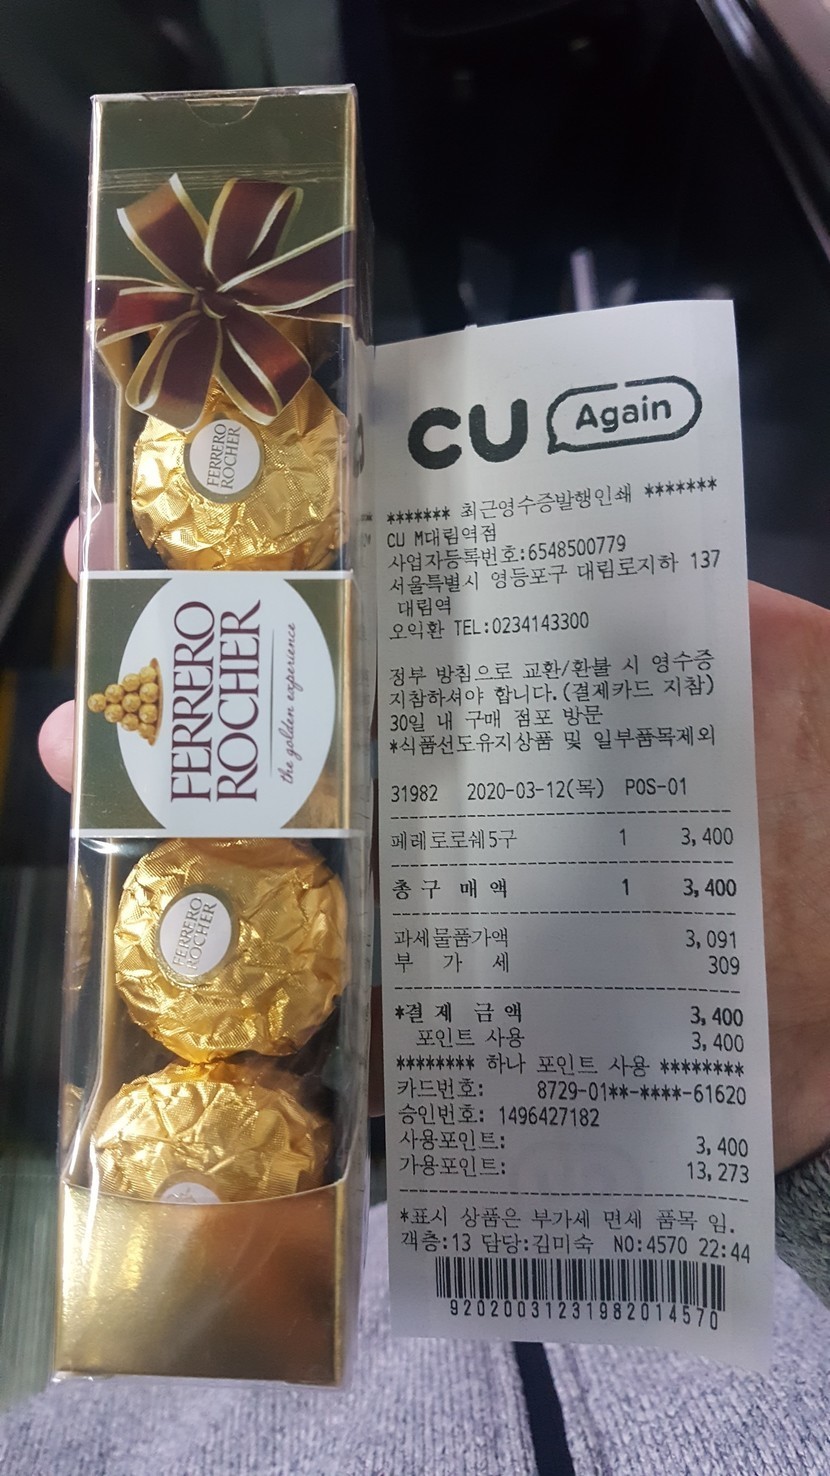 FERRERO
ROCHER
FERRERO
ROCHER
the golden experience
FERRERO
ROCHER
CU Again
******* 최근영수증발행인쇄 *******
CU M대림역점
사업자등록번호:6548500779
서울특별시 영등포구 대림로지하 137
대림역
오익환 TEL:0234143300
정부 방침으로 교환/환불 시 영수증
지참하셔야 합니다.(결제카드 지참)
30일 내 구매 점포 방문
*식품선도유지상품 및 일부품목제외
31982 2020-03-12(목) POS-01
페레로로쉐5구 1 3,400
총 구 매 액 1 3,400
과세물품가액 3,091
부 가 세 309
*결 제 금 액 3,400
포인트 사용 3,400
******** 하나 포인트 사용 ********
카드번호: 8729-01**-****-61620
승인번호: 1496427182
사용포인트: 3,400
가용포인트: 13,273
*표시 상품은 부가세 면세 품목 임.
객층:13 담당:김미숙 NO:4570 22:44
92020031231982014570